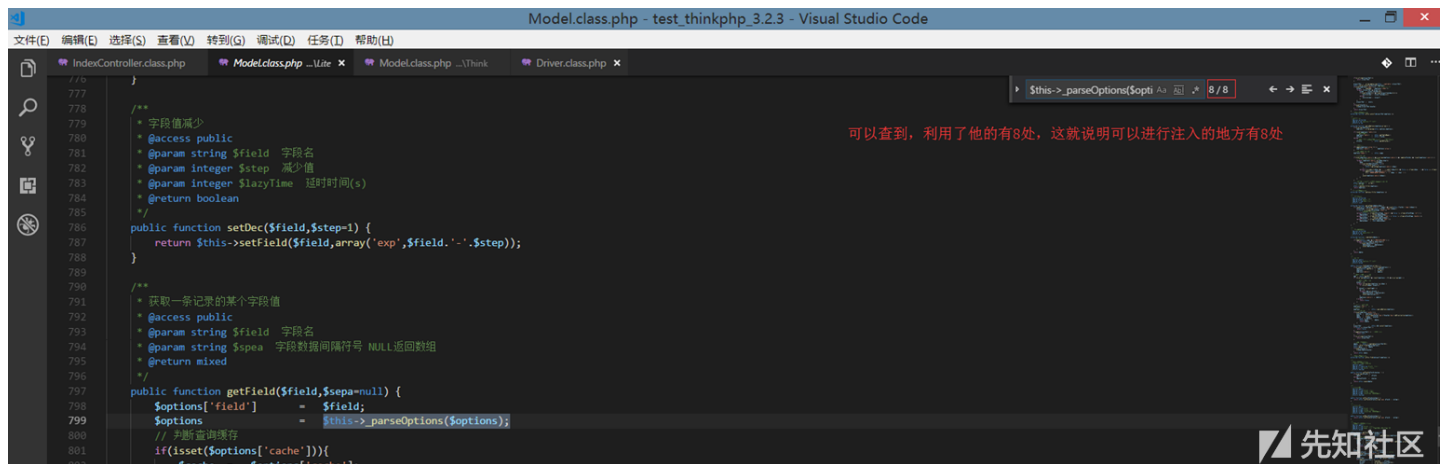 Model.class.php - test_thinkphp_3.2.3 - Visual Studio Code
文件(F) 编辑(E) 选择(S) 查看(V) 转到(G) 调试(D) 任务(T) 帮助(H)
IndexController.class.php Model.class.php ...\Lite × Model.class.php ...\Think Driver.class.php ×
$this->_parseOptions($opti Aa Abl .* 8 / 8
可以查到，利用了他的有8处，这就说明可以进行注入的地方有8处
776 }
777
778 /**
779 * 字段值减少
780 * @access public
781 * @param string $field 字段名
782 * @param integer $step 减少值
783 * @param integer $lazyTime 延时时间(s)
784 * @return boolean
785 */
786 public function setDec($field,$step=1) {
787 return $this->setField($field,array('exp',$field.'-'.$step));
788 }
789
790 /**
791 * 获取一条记录的某个字段值
792 * @access public
793 * @param string $field 字段名
794 * @param string $spea 字段数据间隔符号 NULL返回数组
795 * @return mixed
796 */
797 public function getField($field,$sepa=null) {
798 $options['field'] = $field;
799 $options = $this->_parseOptions($options);
800 // 判断查询缓存
801 if(isset($options['cache'])){
先知社区